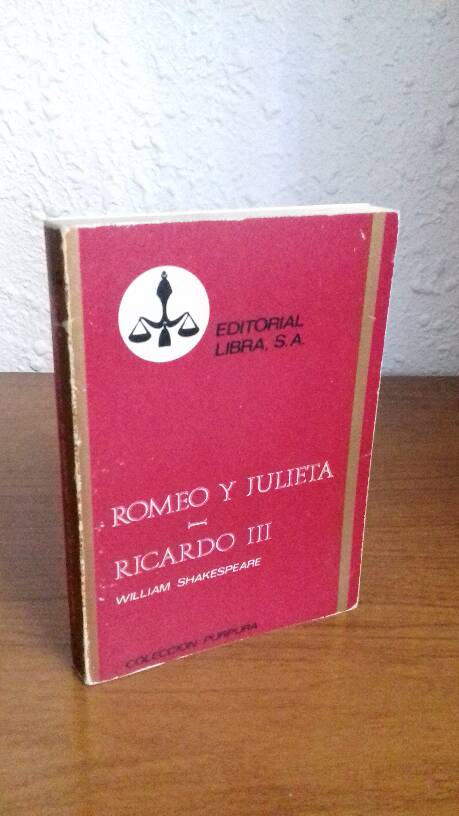 EDITORIAL
LIBRA, S.A.
ROMEO Y JULIETA
RICARDO III
WILLIAM SHAKESPEARE
COLECCION PURPURA